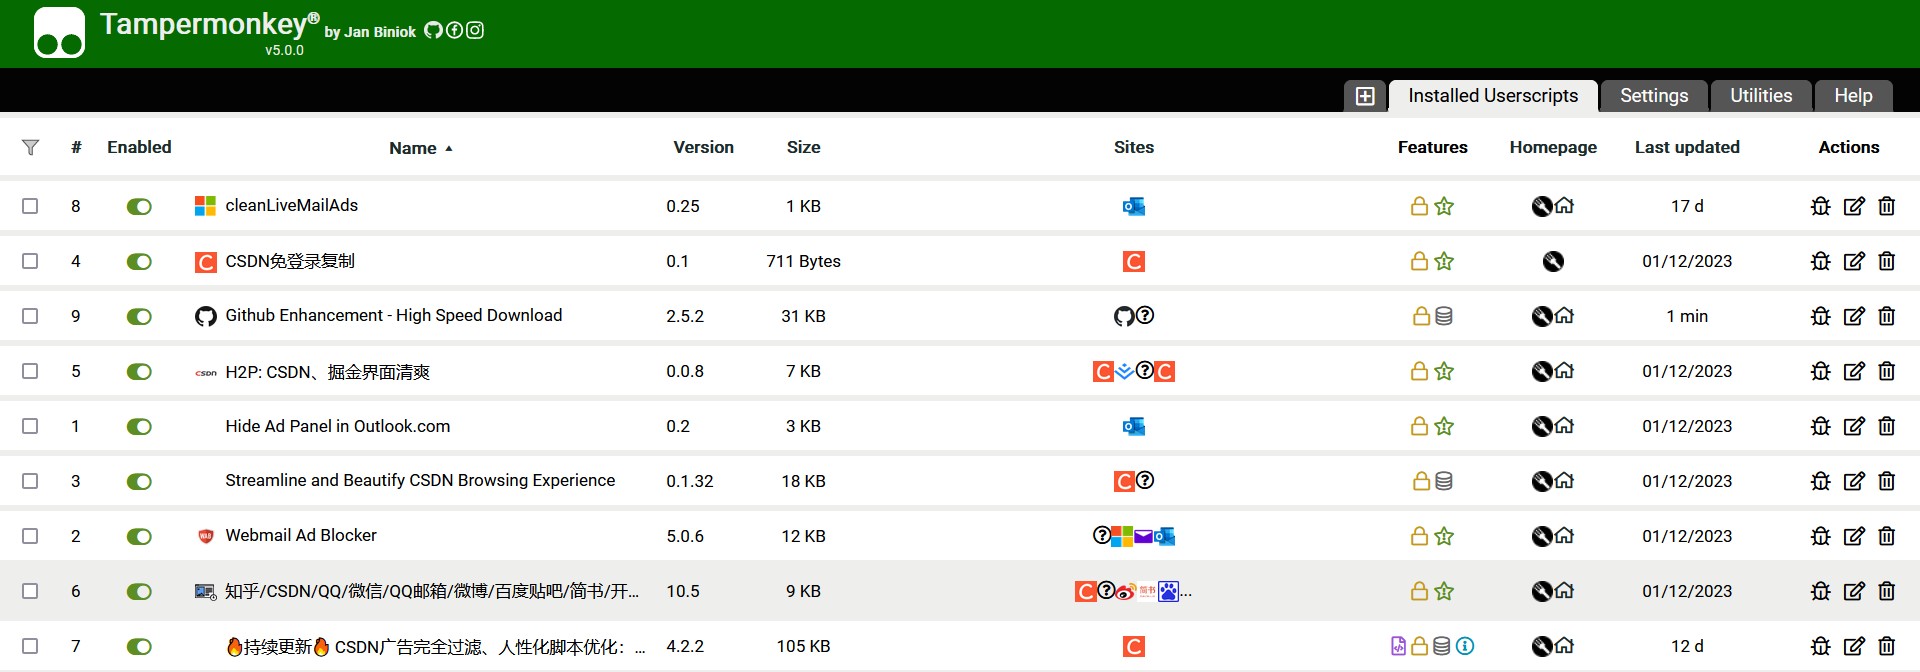 Tampermonkey® by Jan Biniok
v5.0.0
Installed Userscripts Settings Utilities Help
# Enabled Name Version Size Sites Features Homepage Last updated Actions
8 cleanLiveMailAds 0.25 1 KB 17 d
4 CSDN免登录复制 0.1 711 Bytes 01/12/2023
9 Github Enhancement - High Speed Download 2.5.2 31 KB 1 min
5 H2P: CSDN、掘金界面清爽 0.0.8 7 KB 01/12/2023
1 Hide Ad Panel in Outlook.com 0.2 3 KB 01/12/2023
3 Streamline and Beautify CSDN Browsing Experience 0.1.32 18 KB 01/12/2023
2 Webmail Ad Blocker 5.0.6 12 KB 01/12/2023
6 知乎/CSDN/QQ/微信/QQ邮箱/微博/百度贴吧/简书/开... 10.5 9 KB ... 01/12/2023
7 🔥持续更新🔥 CSDN广告完全过滤、人性化脚本优化：... 4.2.2 105 KB 12 d